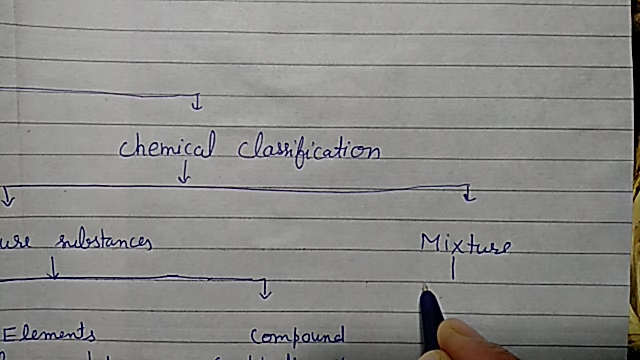 Chemical classification
ure substances Mixture
Elements Compound